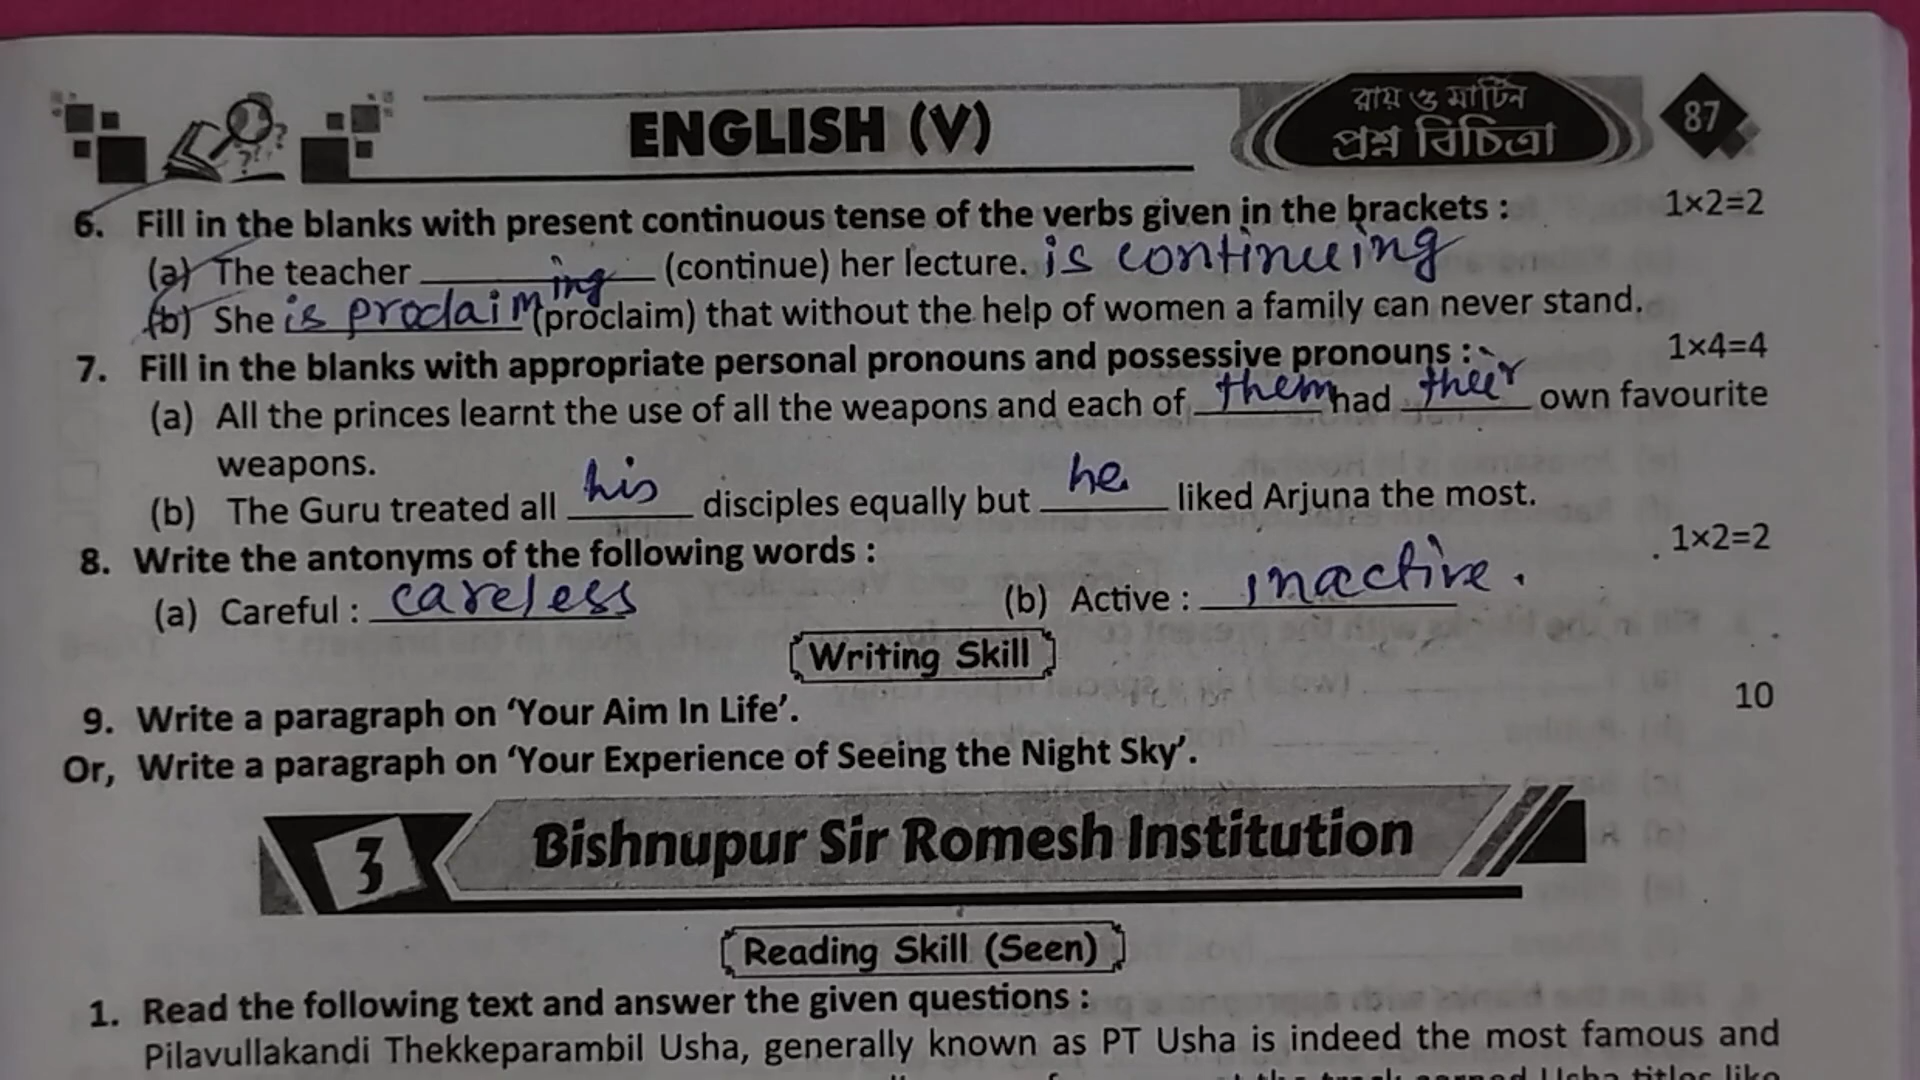 ENGLISH (V)
রায় ও মার্টিন
প্রশ্ন বিচিত্রা
87
6. Fill in the blanks with present continuous tense of the verbs given in the brackets : 1×2=2
(a) The teacher ________ (continue) her lecture. is continueing
(b) She is proclaiming (proclaim) that without the help of women a family can never stand.
7. Fill in the blanks with appropriate personal pronouns and possessive pronouns : 1×4=4
(a) All the princes learnt the use of all the weapons and each of them had their own favourite
weapons.
(b) The Guru treated all his disciples equally but he liked Arjuna the most.
8. Write the antonyms of the following words : 1×2=2
(a) Careful : careless (b) Active : inactive.
Writing Skill
9. Write a paragraph on ‘Your Aim In Life’. 10
Or, Write a paragraph on ‘Your Experience of Seeing the Night Sky’.
3 Bishnupur Sir Romesh Institution
Reading Skill (Seen)
1. Read the following text and answer the given questions :
Pilavullakandi Thekkeparambil Usha, generally known as PT Usha is indeed the most famous and
the track earned Usha titles like